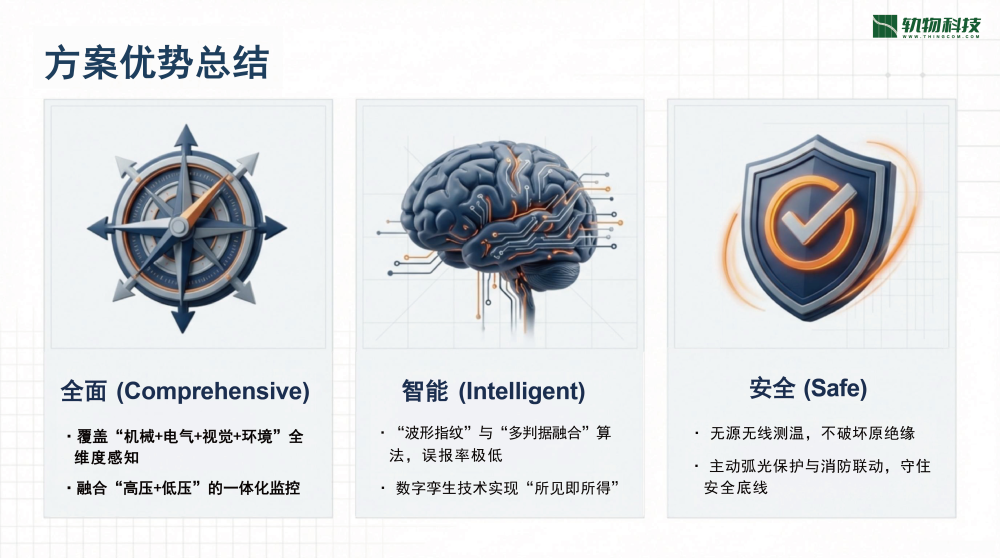 轨物科技
WWW.THINGCOM.COM
方案优势总结
全面 (Comprehensive)
· 覆盖“机械+电气+视觉+环境”全
维度感知
· 融合“高压+低压”的一体化监控
智能 (Intelligent)
· “波形指纹”与“多判据融合”算
法，误报率极低
· 数字孪生技术实现“所见即所得”
安全 (Safe)
· 无源无线测温，不破坏原绝缘
· 主动弧光保护与消防联动，守住
安全底线